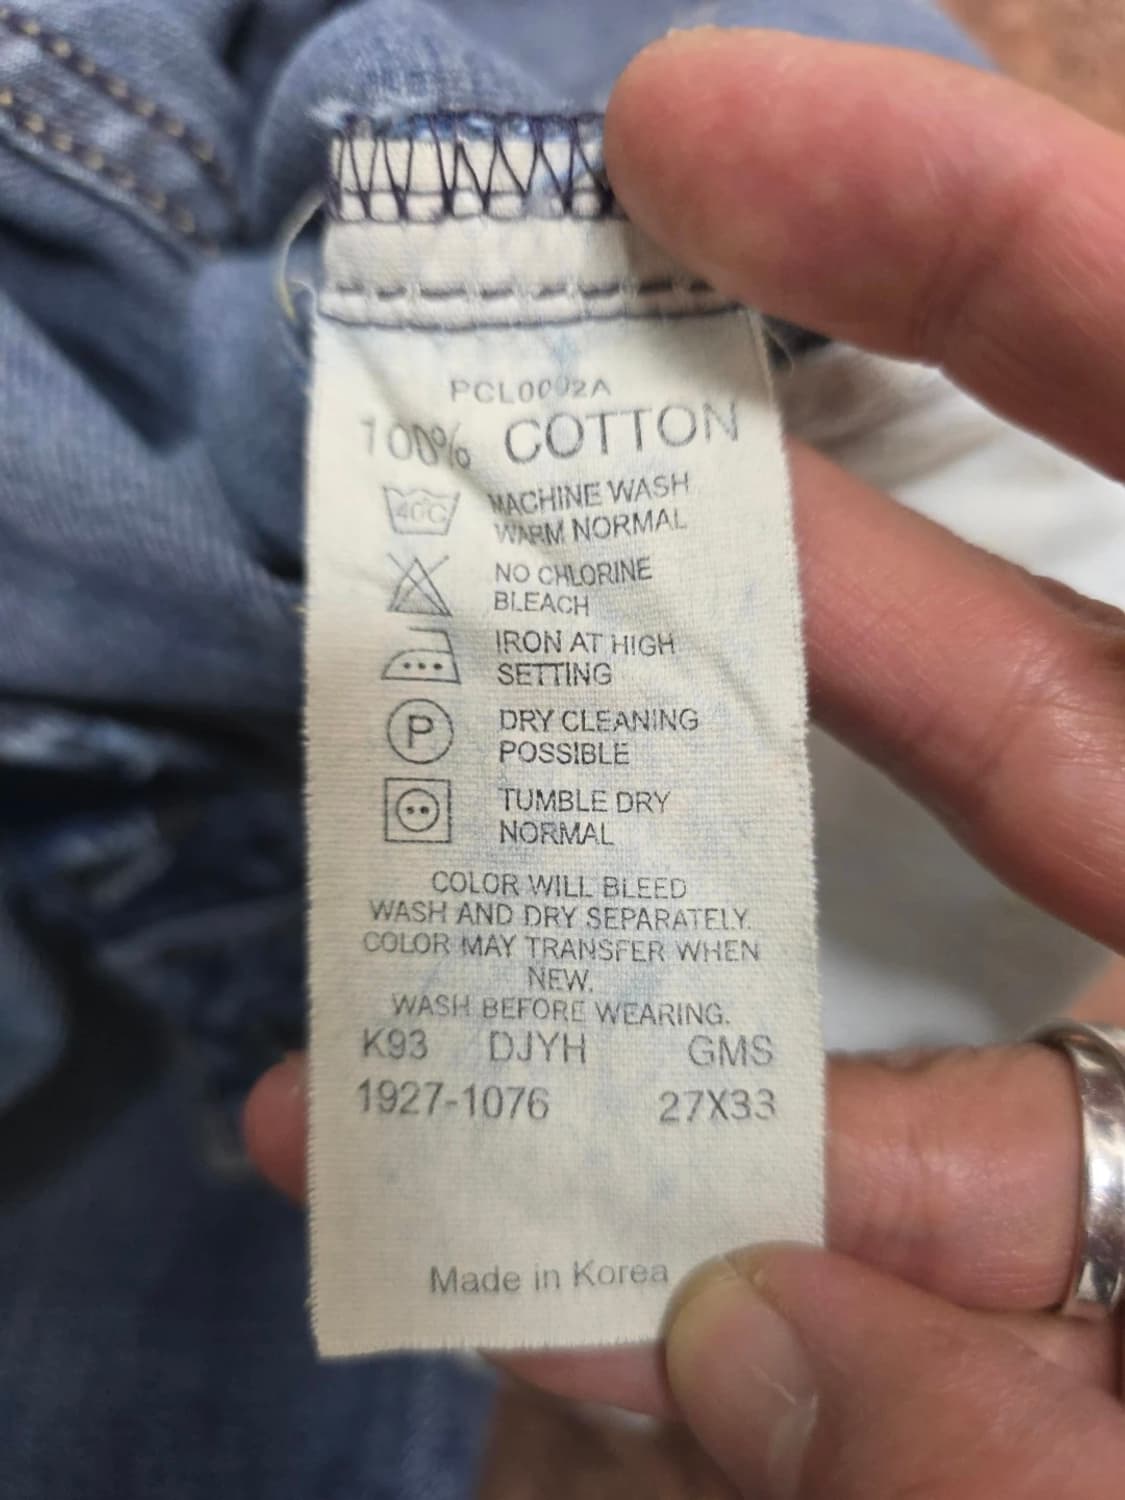 100% COTTON
40C
MACHINE WASH
WARM NORMAL
NO CHLORINE
BLEACH
IRON AT HIGH
SETTING
P
DRY CLEANING
POSSIBLE
TUMBLE DRY
NORMAL
COLOR WILL BLEED
WASH AND DRY SEPARATELY.
COLOR MAY TRANSFER WHEN
NEW.
WASH BEFORE WEARING.
K93 DJYH GMS
1927-1076 27X33
Made in Korea